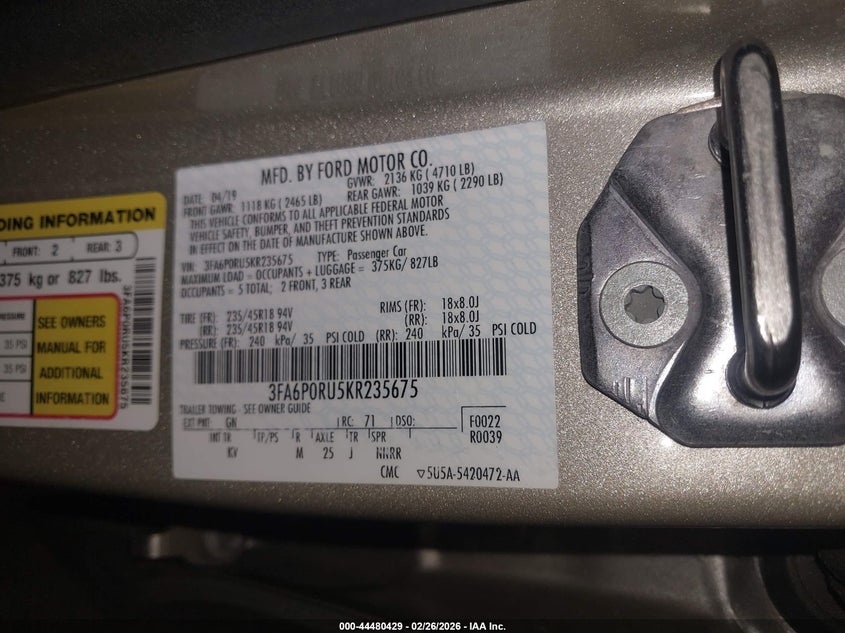 MFD. BY FORD MOTOR CO.
DATE: 04/19
GVWR: 2136 KG ( 4710 LB)
FRONT GAWR: 1118 KG ( 2465 LB)
REAR GAWR: 1039 KG ( 2290 LB)
THIS VEHICLE CONFORMS TO ALL APPLICABLE FEDERAL MOTOR
VEHICLE SAFETY, BUMPER, AND THEFT PREVENTION STANDARDS
IN EFFECT ON THE DATE OF MANUFACTURE SHOWN ABOVE.
VIN: 3FA6P0RU5KR235675 TYPE: Passenger Car
MAXIMUM LOAD = OCCUPANTS + LUGGAGE = 375KG/ 827LB
OCCUPANTS = 5 TOTAL; 2 FRONT, 3 REAR
TIRE (FR): 235/45R18 94V RIMS (FR): 18x8.0J
(RR): 235/45R18 94V (RR): 18x8.0J
PRESSURE (FR): 240 kPa/ 35 PSI COLD (RR): 240 kPa/ 35 PSI COLD
3FA6P0RU5KR235675
TRAILER TOWING - SEE OWNER GUIDE
EXT PNT: GN RC: 71 DSO: F0022
INT TR TP/PS R AXLE TR SPR R0039
KV M 25 J NNRR
CMC ▽5U5A-5420472-AA
DING INFORMATION
FRONT: 2 REAR: 3
375 kg or 827 lbs.
PRESSURE
35 PSI
35 PSI
SEE OWNERS
MANUAL FOR
ADDITIONAL
INFORMATION
3FA6P0RU5KR235675
000-44480429 - 02/26/2026 - IAA Inc.